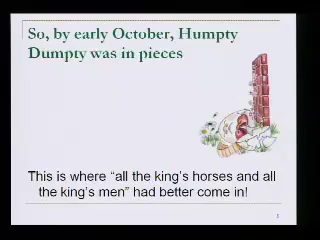 So, by early October, Humpty
Dumpty was in pieces
This is where “all the king’s horses and all
the king’s men” had better come in!